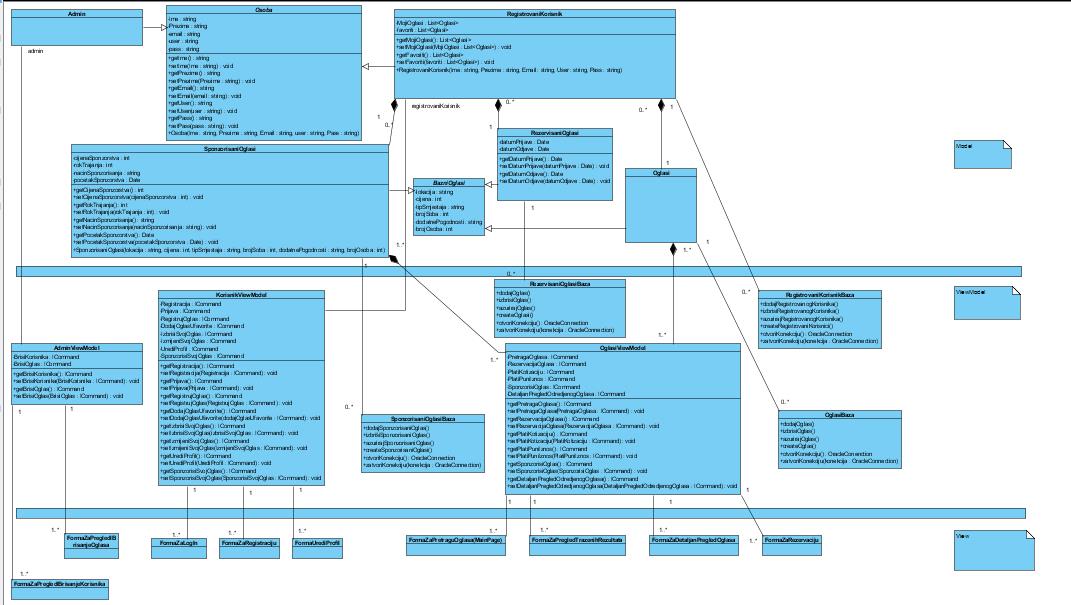 Admin
admin
Osoba
-Ime : string
-Prezime : string
-email : string
-user : string
-pass : string
+getIme() : string
+setIme(Ime : string) : void
+getPrezime() : string
+setPrezime(Prezime : string) : void
+getEmail() : string
+setEmail(email : string) : void
+getUser() : string
+setUser(user : string) : void
+getPass() : string
+setPass(pass : string) : void
+Osoba(Ime : string, Prezime : string, Email : string, user : string, Pass : string)
RegistrovaniKorisnik
-MojiOglasi : List<Oglasi>
-favoriti : List<Oglasi>
+getMojiOglasi() : List<Oglasi>
+setMojiOglasi(MojiOglasi : List<Oglasi>) : void
+getFavoriti() : List<Oglasi>
+setFavoriti(favoriti : List<Oglasi>) : void
+RegistrovaniKorisnik(Ime : string, Prezime : string, Email : string, User : string, Pass : string)
registrovaniKorisnik
0..*
0..*
1
1
0..*
1
SponzorisaniOglasi
-cijenaSponzorstva : int
-rokTrajanja : int
-nacinSponzorisanja : string
-pocetakSponzorstva : Date
+getCijenaSponzorstva() : int
+setCijenaSponzorstva(cijenaSponzorstva : int) : void
+getRokTrajanja() : int
+setRokTrajanja(rokTrajanja : int) : void
+getNacinSponzorisanja() : string
+setNacinSponzorisanja(nacinSponzorisanja : string) : void
+getPocetakSponzorstva() : Date
+setPocetakSponzorstva(pocetakSponzorstva : Date) : void
+SponzorisaniOglasi(lokacija : string, cijena : int, tipSmjestaja : string, brojSoba : int, dodatnePogodnosti : string, brojOsoba : int)
RezervisaniOglasi
-datumPrijave : Date
-datumOdjave : Date
+getDatumPrijave() : Date
+setDatumPrijave(datumPrijave : Date) : void
+getDatumOdjave() : Date
+setDatumOdjave(datumOdjave : Date) : void
BazniOglasi
-lokacija : string
-cijena : int
-tipSmjestaja : string
-brojSoba : int
-dodatnePogodnosti : string
-brojOsoba : int
Oglasi
1
1
1
1..*
1..*
1
0..*
Model
ViewModel
RezervisaniOglasiBaza
+dodajOglas()
+izbrisiOglas()
+azurirajOglas()
+createOglasi()
+otvoriKonekciju() : OracleConnection
+zatvoriKonekciju(konekcija : OracleConnection)
RegistrovaniKorisnikBaza
+dodajRegistrovanogKorisnika()
+izbrisiRegistrovanogKorisnika()
+azurirajRegistrovanogKorisnika()
+createRegistrovaniKorisnici()
+otvoriKonekciju() : OracleConnection
+zatvoriKonekciju(konekcija : OracleConnection)
0..*
KorisnikViewModel
-Registracija : ICommand
-Prijava : ICommand
-RegistrujOglas : ICommand
-DodajOglasUfavorite : ICommand
-IzbrisiSvojOglas : ICommand
-IzmijeniSvojOglas : ICommand
-UrediProfil : ICommand
-SponzorisiSvojOglas : ICommand
+getRegistracija() : ICommand
+setRegistracija(Registracija : ICommand) : void
+getPrijava() : ICommand
+setPrijava(Prijava : ICommand) : void
+getRegistrujOglas() : ICommand
+setRegistrujOglas(RegistrujOglas : ICommand) : void
+getDodajOglasUfavorite() : ICommand
+setDodajOglasUfavorite(dodajOglasUfavorite : ICommand) : void
+getIzbrisiSvojOglas() : ICommand
+setIzbrisiSvojOglas(IzbrisiSvojOglas : ICommand) : void
+getIzmijeniSvojOglas() : ICommand
+setIzmijeniSvojOglas(IzmijeniSvojOglas : ICommand) : void
+getUrediProfil() : ICommand
+setUrediProfil(UrediProfil : ICommand) : void
+getSponzorisiSvojOglas() : ICommand
+setSponzorisiSvojOglas(SponzorisiSvojOglas : ICommand) : void
AdminViewModel
-BrisiKorisnika : ICommand
-BrisiOglas : ICommand
+getBrisiKorisnika() : ICommand
+setBrisiKorisnika(BrisiKorisnika : ICommand) : void
+getBrisiOglas() : ICommand
+setBrisiOglas(BrisiOglas : ICommand) : void
1..*
1..*
OglasiViewModel
-PretragaOglasa : ICommand
-RezervacijaOglasa : ICommand
-PlatiKotizaciju : ICommand
-PlatiPuniIznos : ICommand
-SponzorisiOglas : ICommand
-DetaljanPregledOdredjenogOglasa : ICommand
+getPretragaOglasa() : ICommand
+setPretragaOglasa(PretragaOglasa : ICommand) : void
+getRezervacijaOglasa() : ICommand
+setRezervacijaOglasa(RezervacijaOglasa : ICommand) : void
+getPlatiKotizaciju() : ICommand
+setPlatiKotizaciju(PlatiKotizaciju : ICommand) : void
+getPlatiPuniIznos() : ICommand
+setPlatiPuniIznos(PlatiPuniIznos : ICommand) : void
+getSponzorisiOglas() : ICommand
+setSponzorisiOglas(SponzorisiOglas : ICommand) : void
+getDetaljanPregledOdredjenogOglasa() : ICommand
+setDetaljanPregledOdredjenogOglasa(DetaljanPregledOdredjenogOglasa : ICommand) : void
0..*
SponzorisaniOglasiBaza
+dodajSponzorisaniOglas()
+izbrisiSponzorisaniOglas()
+azurirajSponzorisaniOglas()
+createSponzorisaniOglasi()
+otvoriKonekciju() : OracleConnection
+zatvoriKonekciju(konekcija : OracleConnection)
0..*
OglasiBaza
+dodajOglas()
+izbrisiOglas()
+azurirajOglas()
+createOglas()
+otvoriKonekciju() : OracleConnection
+zatvoriKonekciju(konekcija : OracleConnection)
1
1
1
1
1
1
1
1
1
1..*
1..*
1..*
1..*
1..*
1..*
1..*
1..*
FormaZaPregledIBrisanjeOglasa
FormaZaLogIn
FormaZaRegistraciju
FormaUrediProfil
FormaZaPretraguOglasa(MainPage)
FormaZaPregledTrazenihRezultata
FormaZaDetaljanPregledOglasa
FormaZaRezervaciju
View
1..*
FormaZaPregledIBrisanjeKorisnika